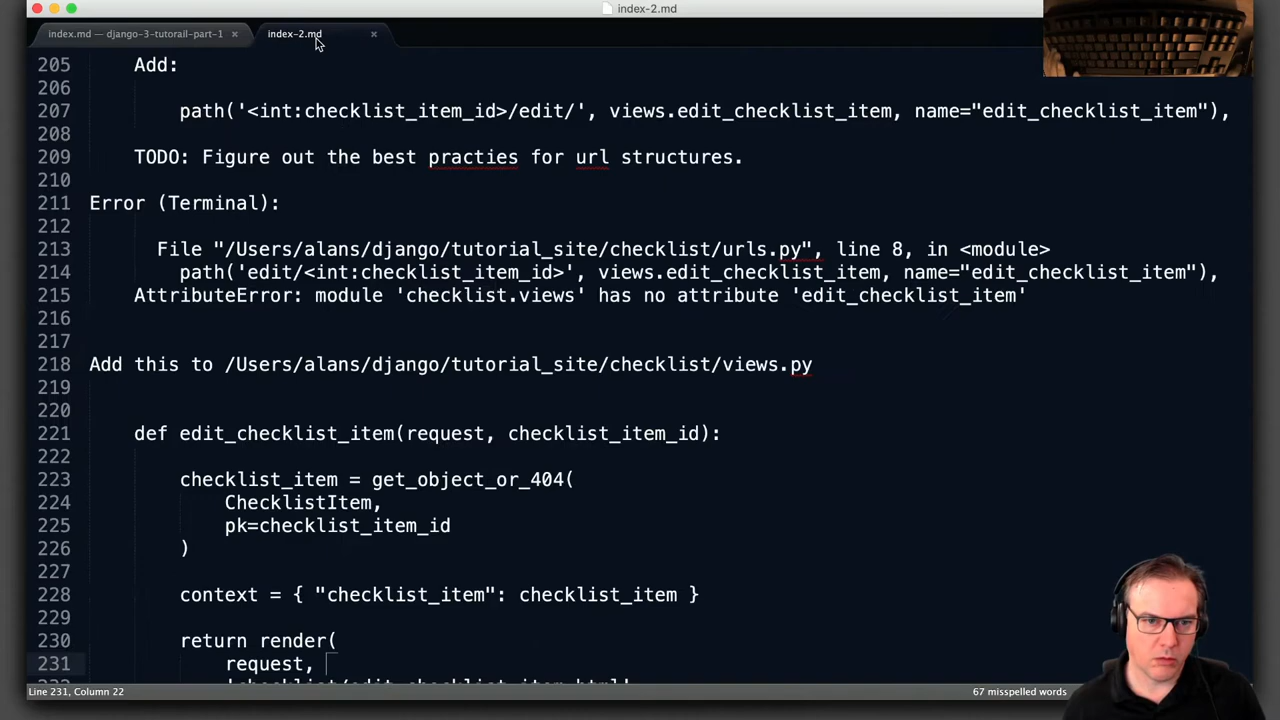 index-2.md
index.md — django-3-tutorail-part-1 ×
index-2.md ×
205 Add:
206
207 path('<int:checklist_item_id>/edit/', views.edit_checklist_item, name="edit_checklist_item"),
208
209 TODO: Figure out the best practies for url structures.
210
211 Error (Terminal):
212
213 File "/Users/alans/django/tutorial_site/checklist/urls.py", line 8, in <module>
214 path('edit/<int:checklist_item_id>', views.edit_checklist_item, name="edit_checklist_item"),
215 AttributeError: module 'checklist.views' has no attribute 'edit_checklist_item'
216
217
218 Add this to /Users/alans/django/tutorial_site/checklist/views.py
219
220
221 def edit_checklist_item(request, checklist_item_id):
222
223 checklist_item = get_object_or_404(
224 ChecklistItem,
225 pk=checklist_item_id
226 )
227
228 context = { "checklist_item": checklist_item }
229
230 return render(
231 request,
Line 231, Column 22
67 misspelled words